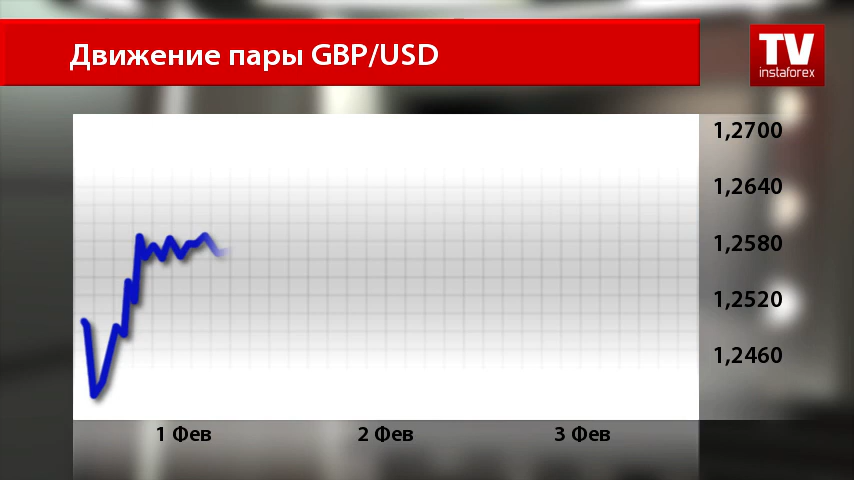 Движение пары GBP/USD
TV
instaforex
1,2700
1,2640
1,2580
1,2520
1,2460
1 Фев
2 Фев
3 Фев